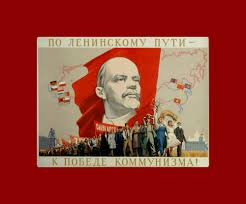 ПО ЛЕНИНСКОМУ ПУТИ –
К ПОБЕДЕ КОММУНИЗМА!